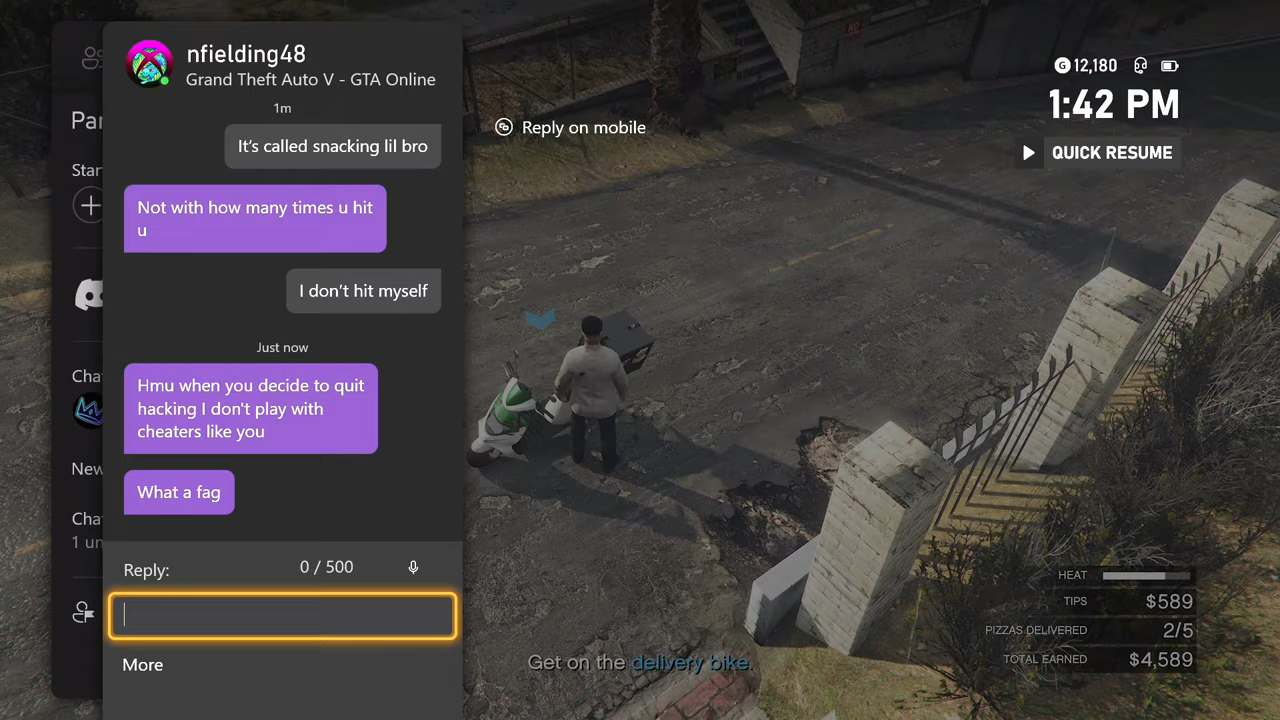 nfielding48
Grand Theft Auto V - GTA Online
1m
It's called snacking lil bro
Not with how many times u hit
u
I don't hit myself
Just now
Hmu when you decide to quit
hacking I don't play with
cheaters like you
What a fag
Reply:
0 / 500
More
Par
Star
Cha
New
Cha
1 un
Reply on mobile
G 12,180
1:42 PM
QUICK RESUME
HEAT
TIPS $589
PIZZAS DELIVERED 2/5
TOTAL EARNED $4,589
Get on the delivery bike.